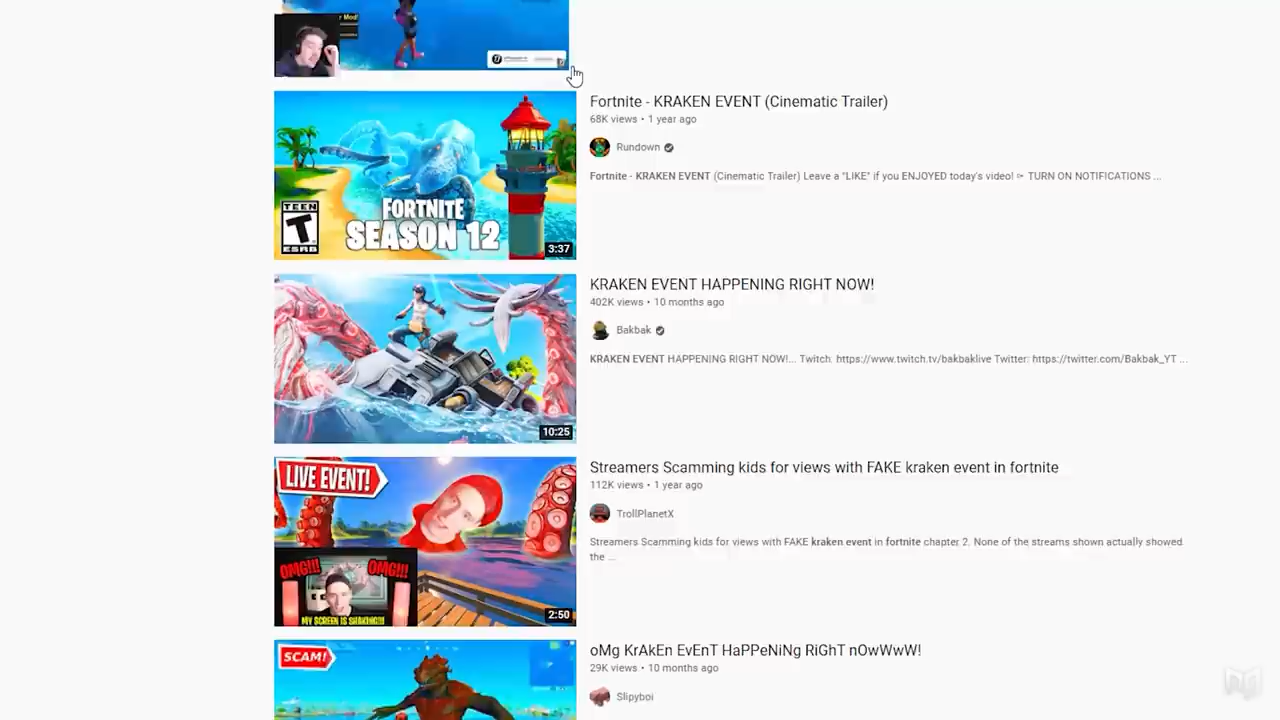 r Mod!
Fortnite - KRAKEN EVENT (Cinematic Trailer)
68K views • 1 year ago
Rundown
Fortnite - KRAKEN EVENT (Cinematic Trailer) Leave a "LIKE" if you ENJOYED today's video! ⊳ TURN ON NOTIFICATIONS ...
TEEN
T
ESRB
FORTNITE
SEASON 12
3:37
KRAKEN EVENT HAPPENING RIGHT NOW!
402K views • 10 months ago
Bakbak
KRAKEN EVENT HAPPENING RIGHT NOW!... Twitch: https://www.twitch.tv/bakbaklive Twitter: https://twitter.com/Bakbak_YT ...
10:25
Streamers Scamming kids for views with FAKE kraken event in fortnite
112K views • 1 year ago
TrollPlanetX
Streamers Scamming kids for views with FAKE kraken event in fortnite chapter 2. None of the streams shown actually showed
the ...
LIVE EVENT!
OMG!!! OMG!!!
MY SCREEN IS SHAKING!!!
2:50
oMg KrAkEn EvEnT HaPPeNiNg RiGhT nOwWwW!
29K views • 10 months ago
Slipyboi
SCAM!